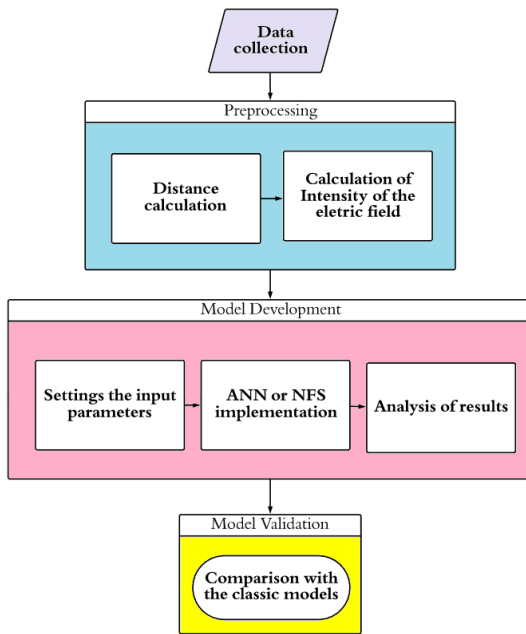 Data
collection
Preprocessing
Distance
calculation
Calculation of
Intensity of the
eletric field
Model Development
Settings the input
parameters
ANN or NFS
implementation
Analysis of results
Model Validation
Comparison with
the classic models